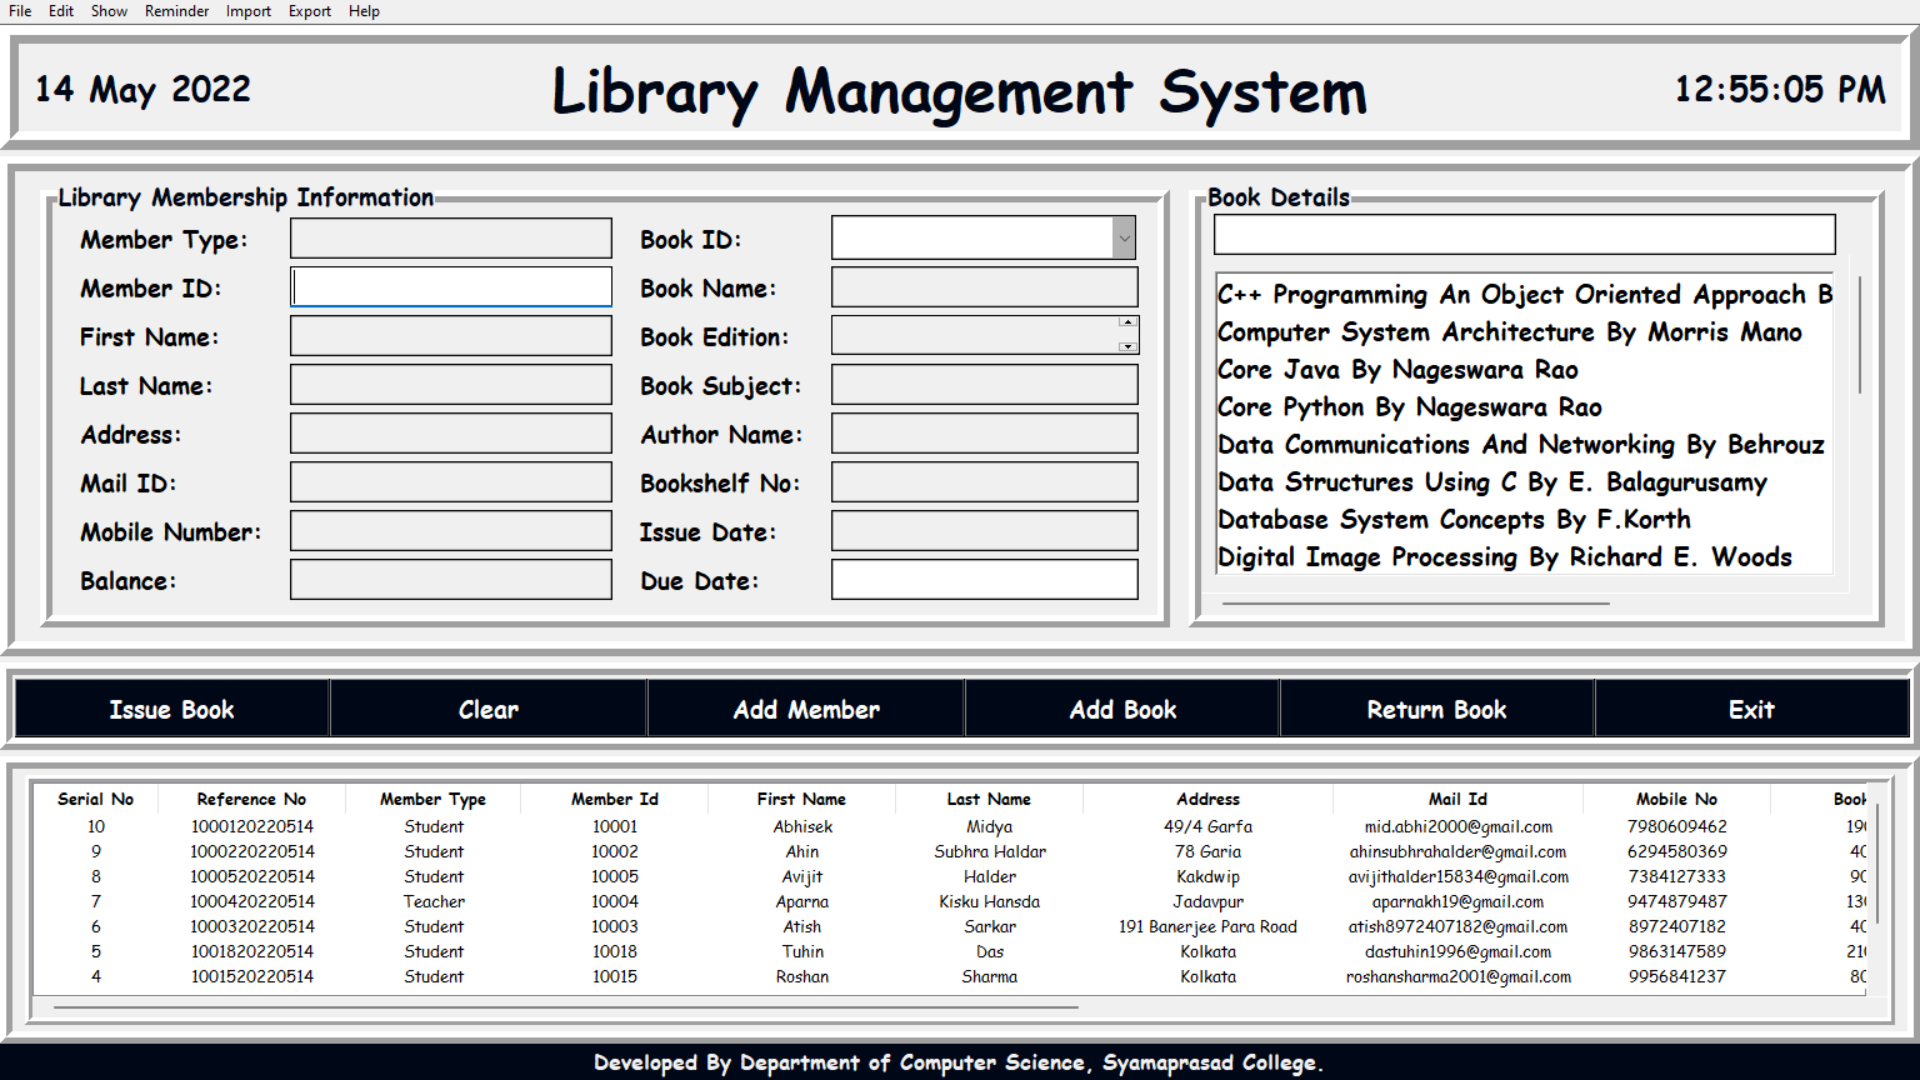 File Edit Show Reminder Import Export Help
14 May 2022 Library Management System 12:55:05 PM
Library Membership Information
Member Type:
Member ID:
First Name:
Last Name:
Address:
Mail ID:
Mobile Number:
Balance:
Book ID:
Book Name:
Book Edition:
Book Subject:
Author Name:
Bookshelf No:
Issue Date:
Due Date:
Book Details
C++ Programming An Object Oriented Approach B
Computer System Architecture By Morris Mano
Core Java By Nageswara Rao
Core Python By Nageswara Rao
Data Communications And Networking By Behrouz
Data Structures Using C By E. Balagurusamy
Database System Concepts By F.Korth
Digital Image Processing By Richard E. Woods
Issue Book Clear Add Member Add Book Return Book Exit
Serial No Reference No Member Type Member Id First Name Last Name Address Mail Id Mobile No Book
10 1000120220514 Student 10001 Abhisek Midya 49/4 Garfa mid.abhi2000@gmail.com 7980609462
9 1000220220514 Student 10002 Ahin Subhra Haldar 78 Garia ahinsubhrahalder@gmail.com 6294580369
8 1000520220514 Student 10005 Avijit Halder Kakdwip avijithalder15834@gmail.com 7384127333
7 1000420220514 Teacher 10004 Aparna Kisku Hansda Jadavpur aparnakh19@gmail.com 9474879487
6 1000320220514 Student 10003 Atish Sarkar 191 Banerjee Para Road atish8972407182@gmail.com 8972407182
5 1001820220514 Student 10018 Tuhin Das Kolkata dastuhin1996@gmail.com 9863147589
4 1001520220514 Student 10015 Roshan Sharma Kolkata roshansharma2001@gmail.com 9956841237
Developed By Department of Computer Science, Syamaprasad College.